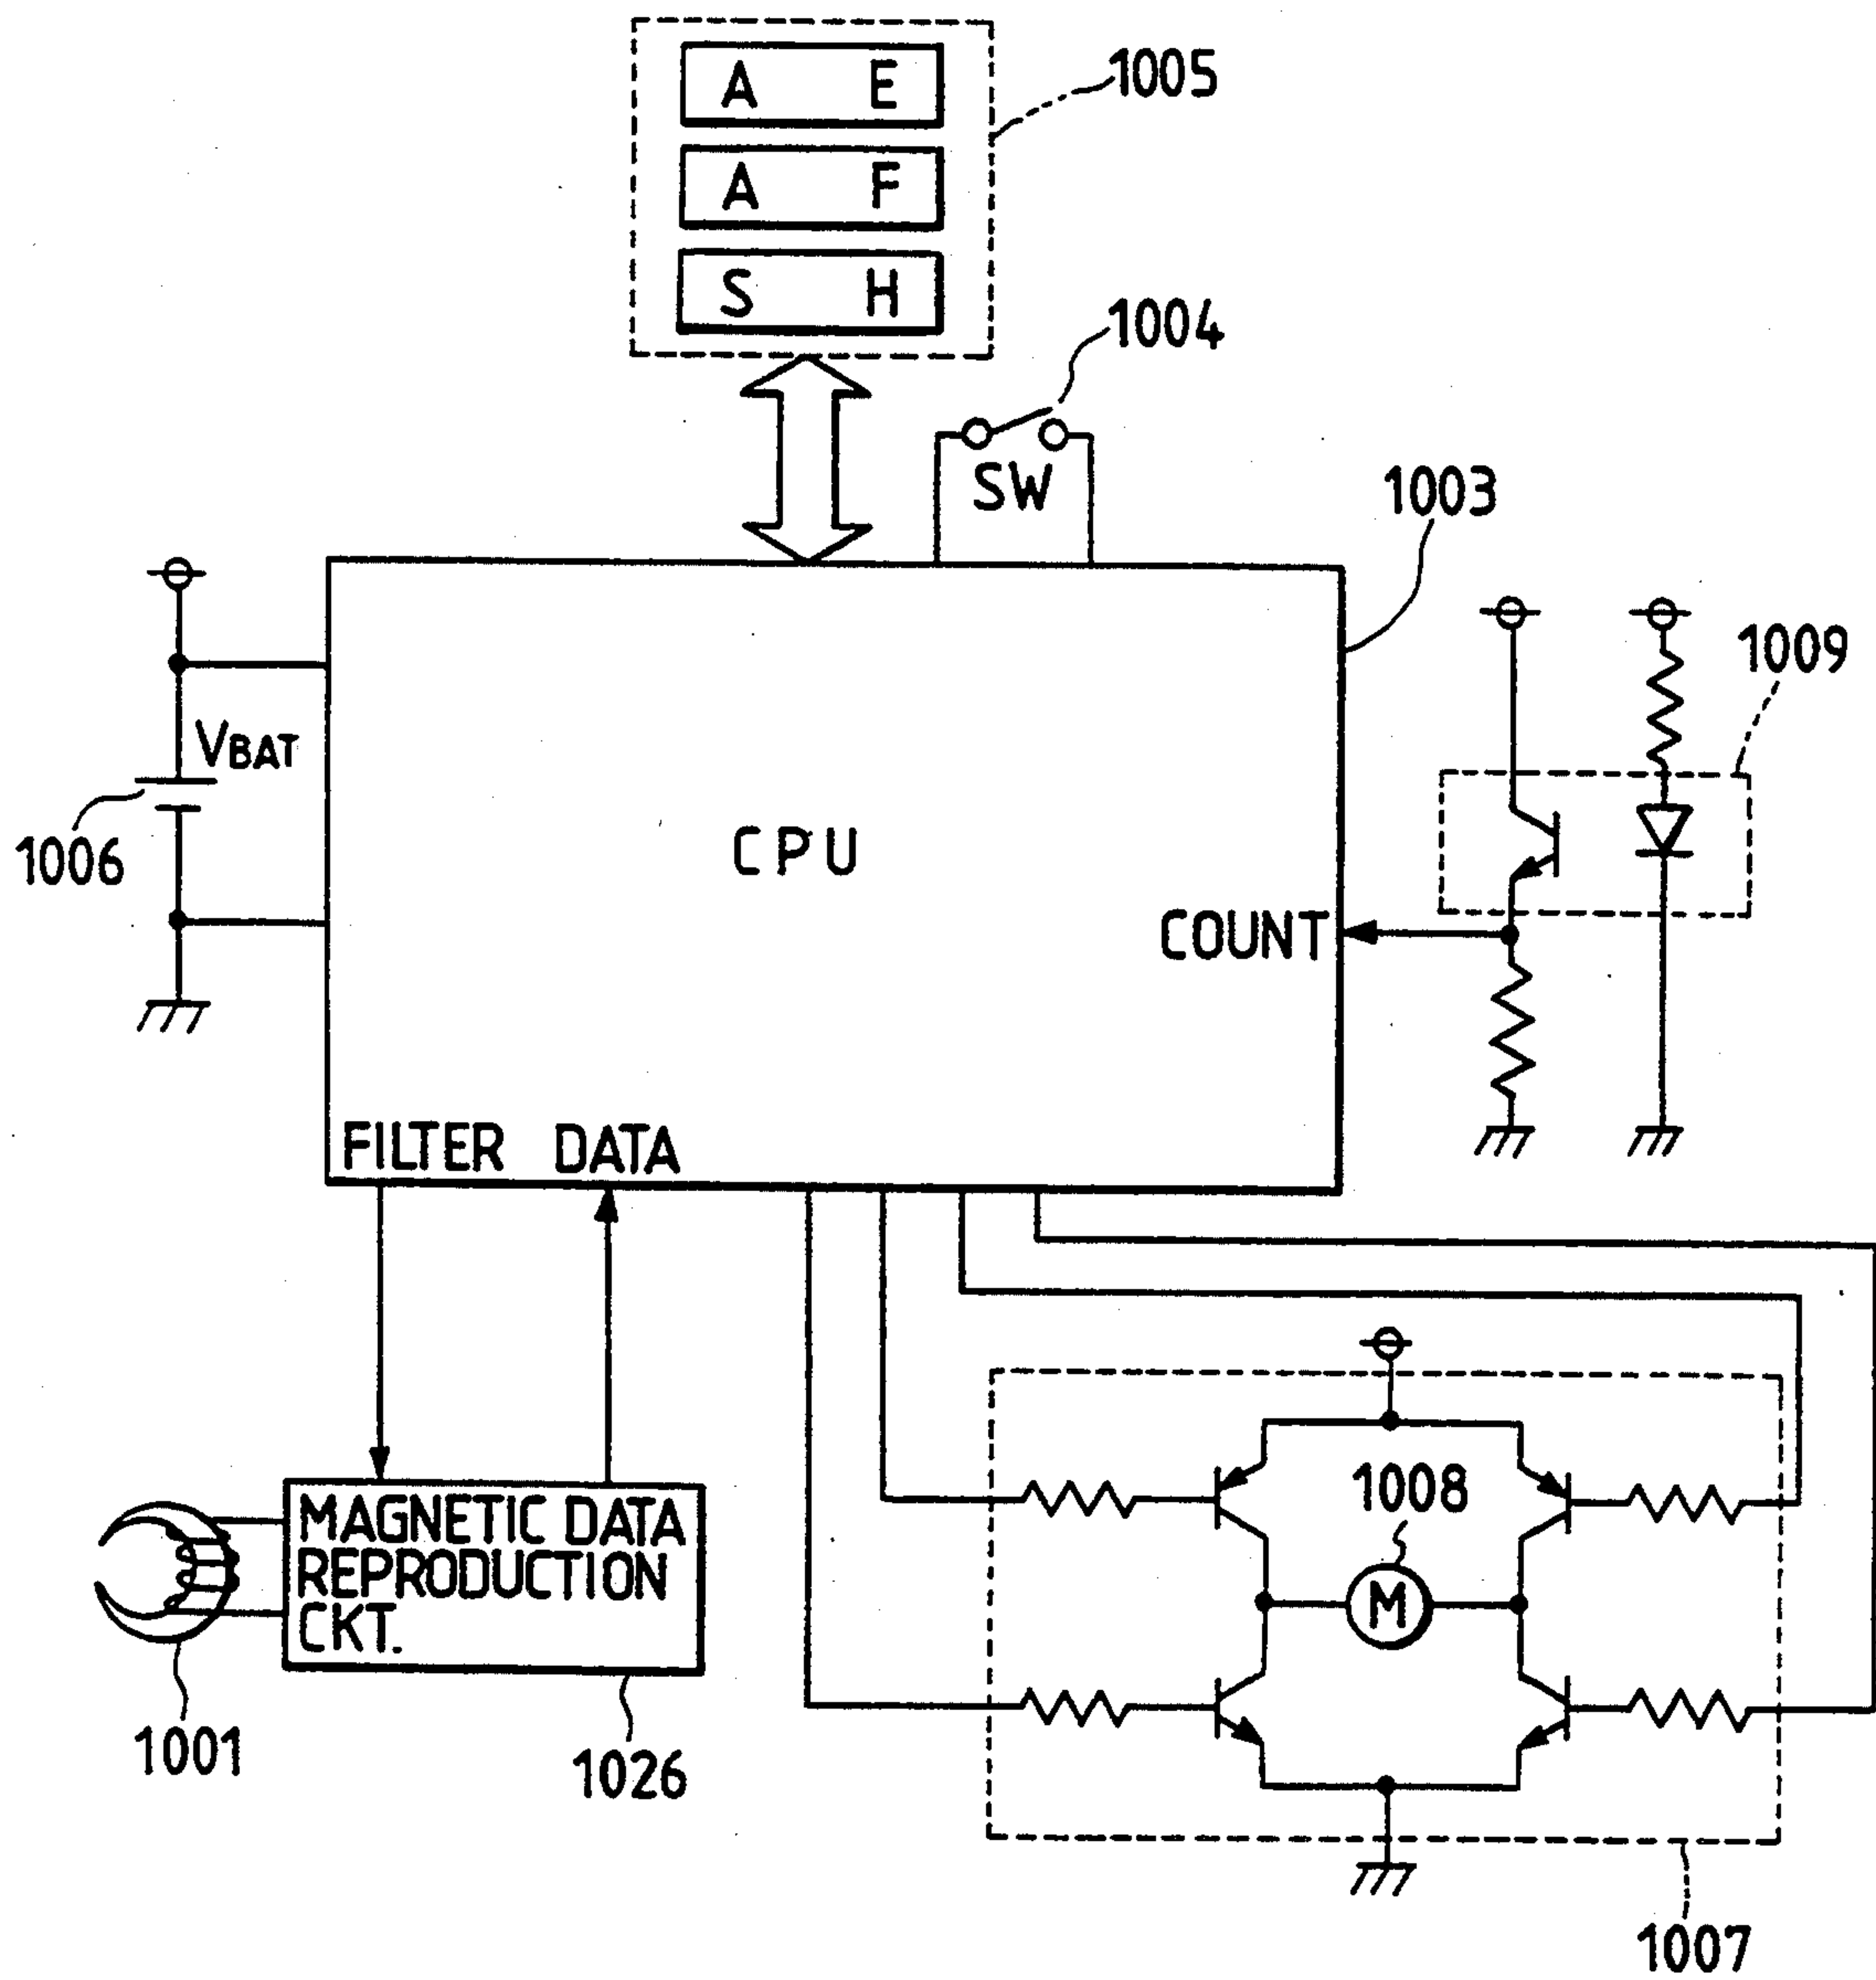 A E
1005
A F
S H
1004
SW
1003
1009
VBAT
1006
CPU
COUNT
FILTER DATA
1008
M
MAGNETIC DATA
REPRODUCTION
CKT.
1001
1026
1007